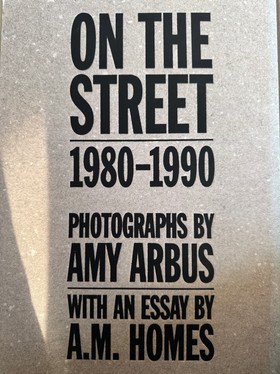 ON THE
STREET
1980–1990
PHOTOGRAPHS BY
AMY ARBUS
WITH AN ESSAY BY
A.M. HOMES